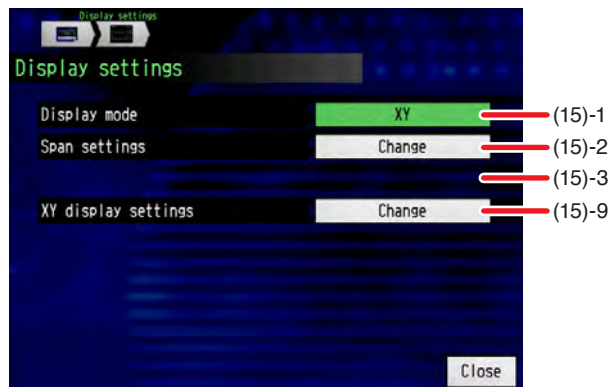 Display settings
Display settings
Display mode XY (15)-1
Span settings Change (15)-2
(15)-3
XY display settings Change (15)-9
Close